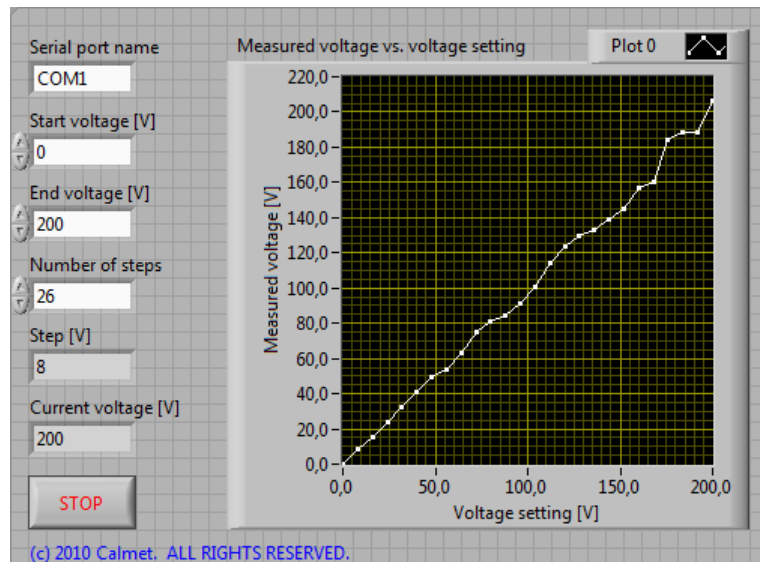 Serial port name
COM1
Start voltage [V]
0
End voltage [V]
200
Number of steps
26
Step [V]
8
Current voltage [V]
200
STOP
Measured voltage vs. voltage setting
Plot 0
Measured voltage [V]
220,0
200,0
180,0
160,0
140,0
120,0
100,0
80,0
60,0
40,0
20,0
0,0
0,0 50,0 100,0 150,0 200,0
Voltage setting [V]
(c) 2010 Calmet. ALL RIGHTS RESERVED.